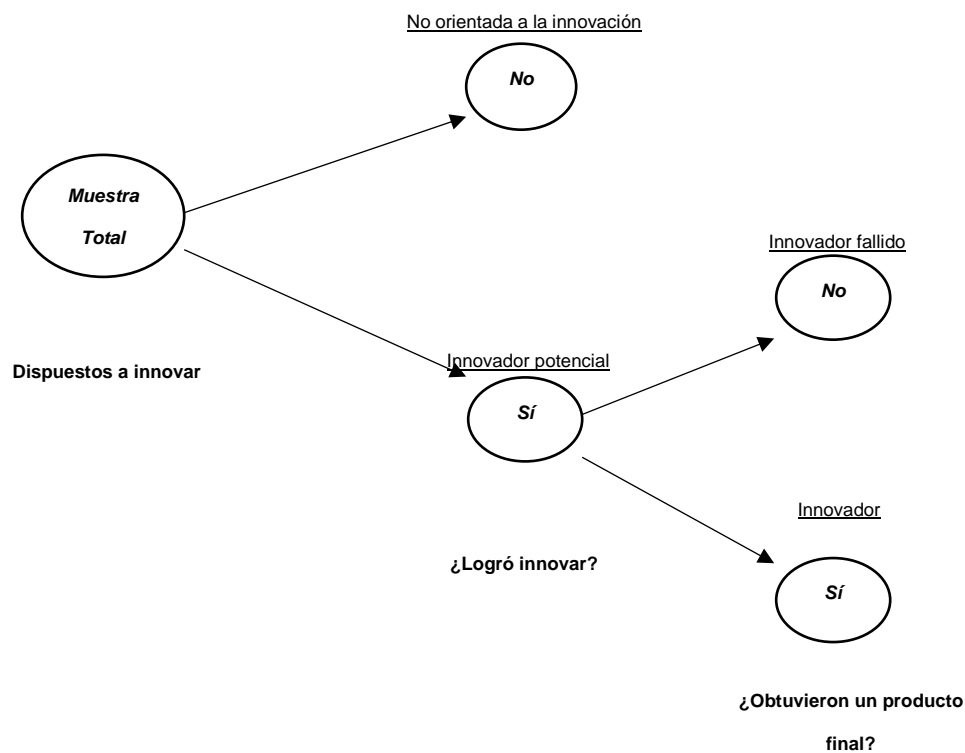 No orientada a la innovación
No
Muestra
Total
Innovador fallido
No
Dispuestos a innovar
Innovador potencial
Sí
Innovador
¿Logró innovar?
Sí
¿Obtuvieron un producto
final?